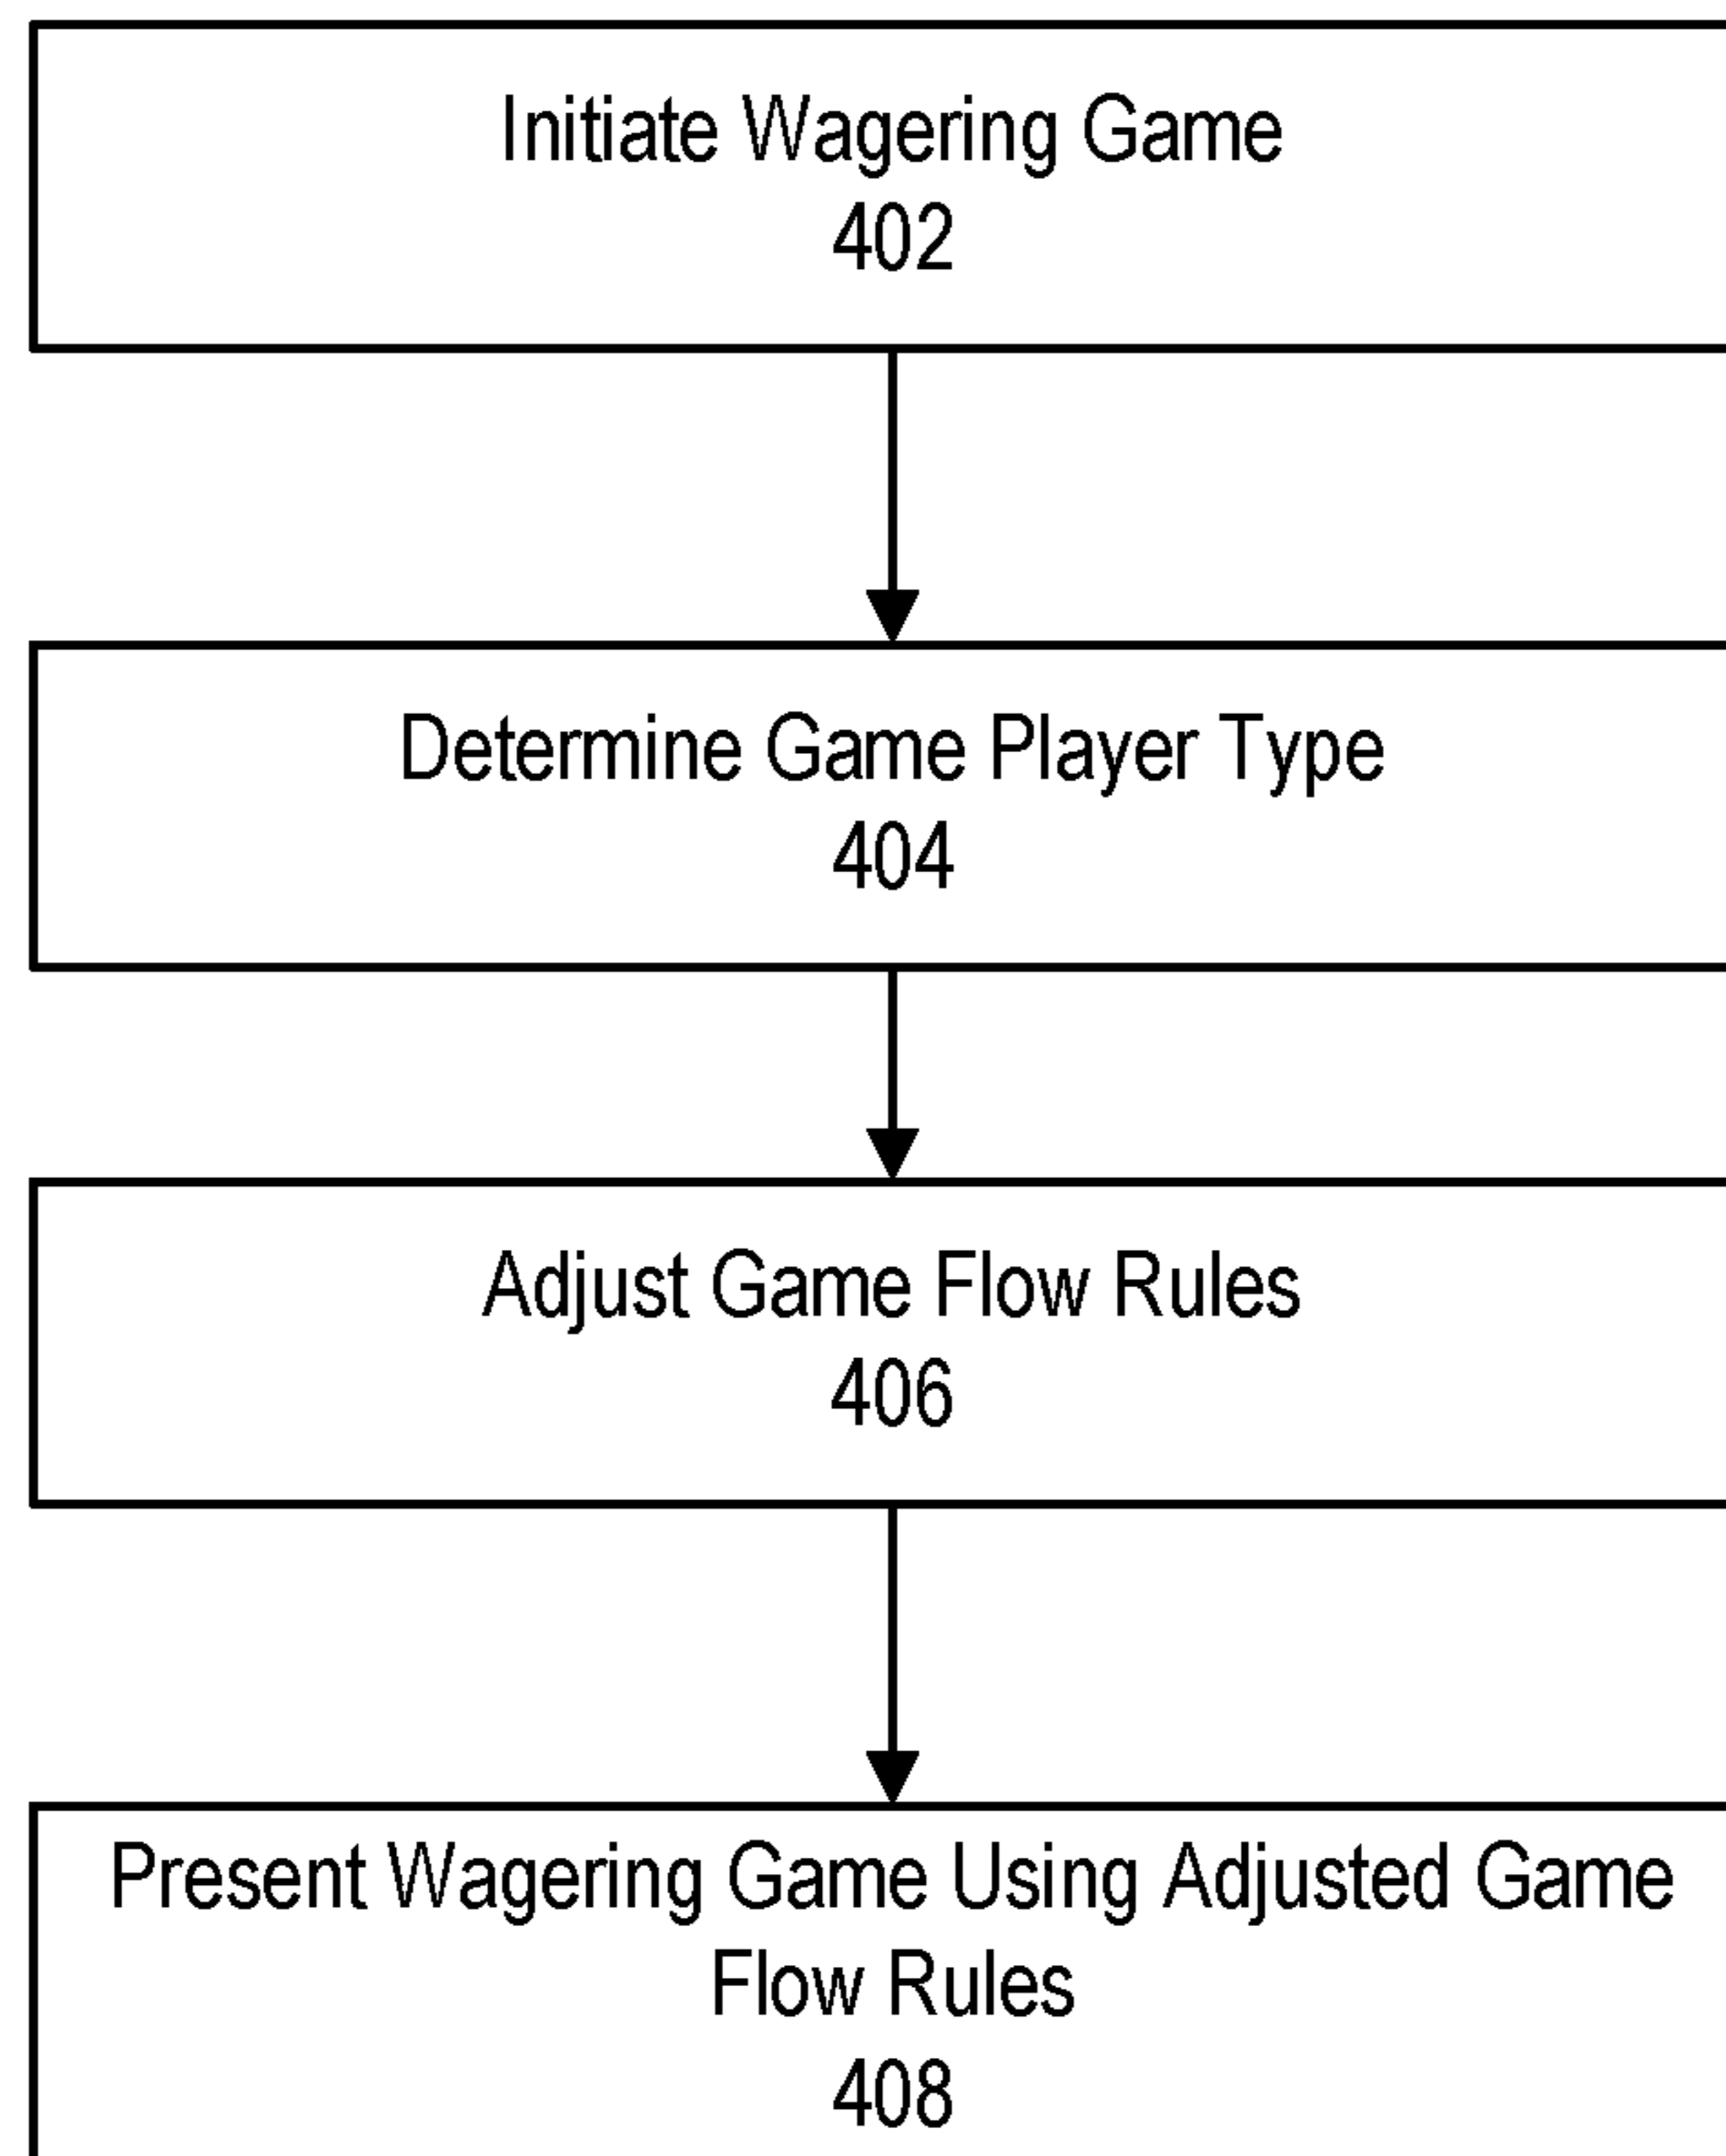 Initiate Wagering Game
402
Determine Game Player Type
404
Adjust Game Flow Rules
406
Present Wagering Game Using Adjusted Game
Flow Rules
408